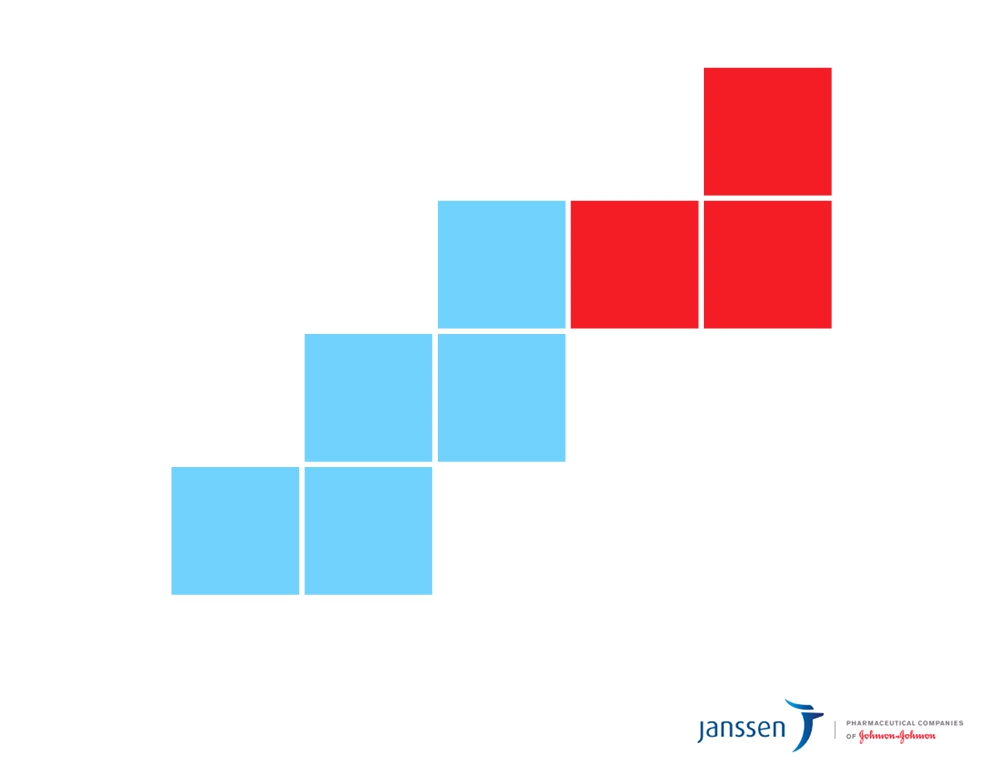 janssen
PHARMACEUTICAL COMPANIES
OF Johnson & Johnson